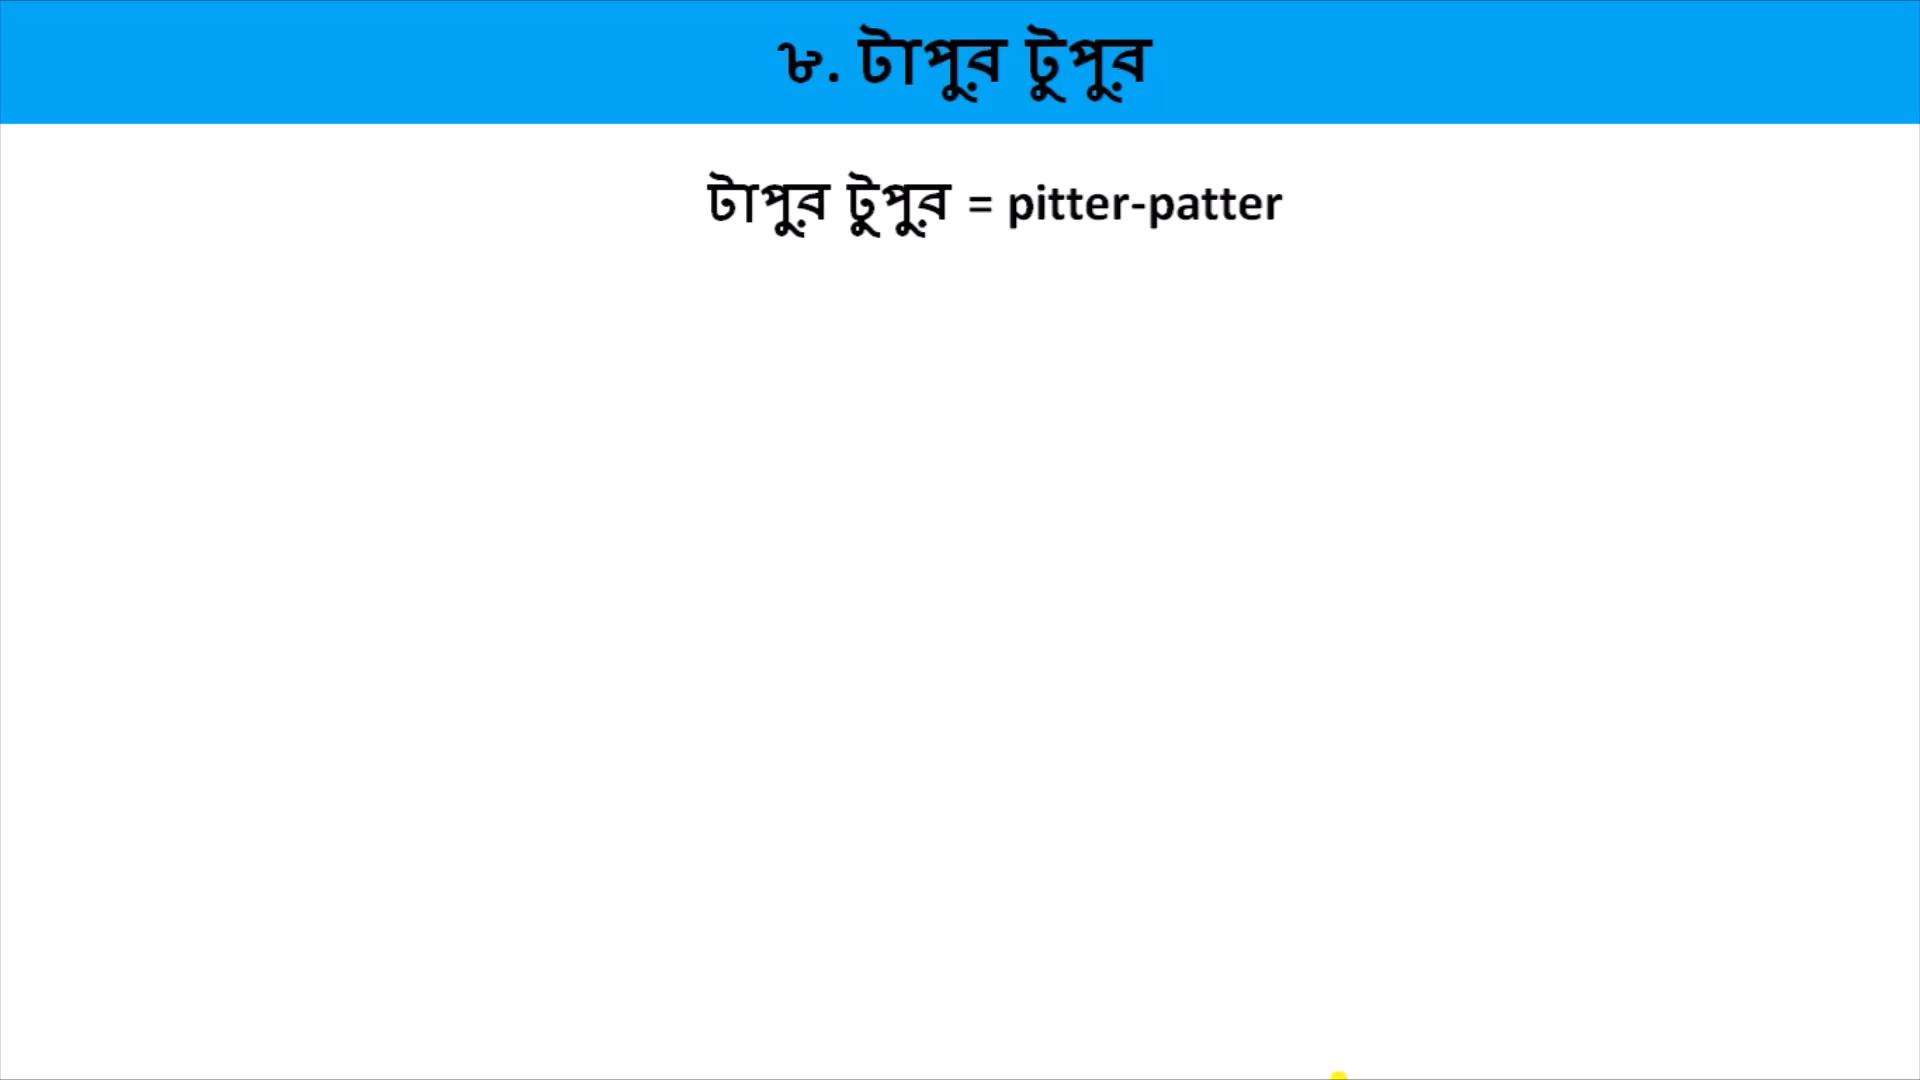 ৮. টাপুর টুপুর
টাপুর টুপুর = pitter-patter